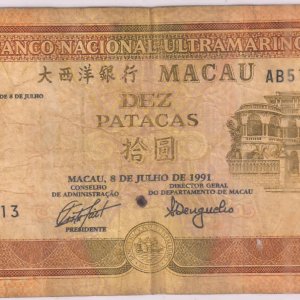 BANCO NACIONAL ULTRAMARINO
大西洋銀行 MACAU AB5
DE 8 DE JULHO
DEZ
PATACAS
拾圓
MACAU, 8 DE JULHO DE 1991
CONSELHO DE ADMINISTRAÇÃO
DIRECTOR GERAL DO DEPARTAMENTO DE MACAU
13